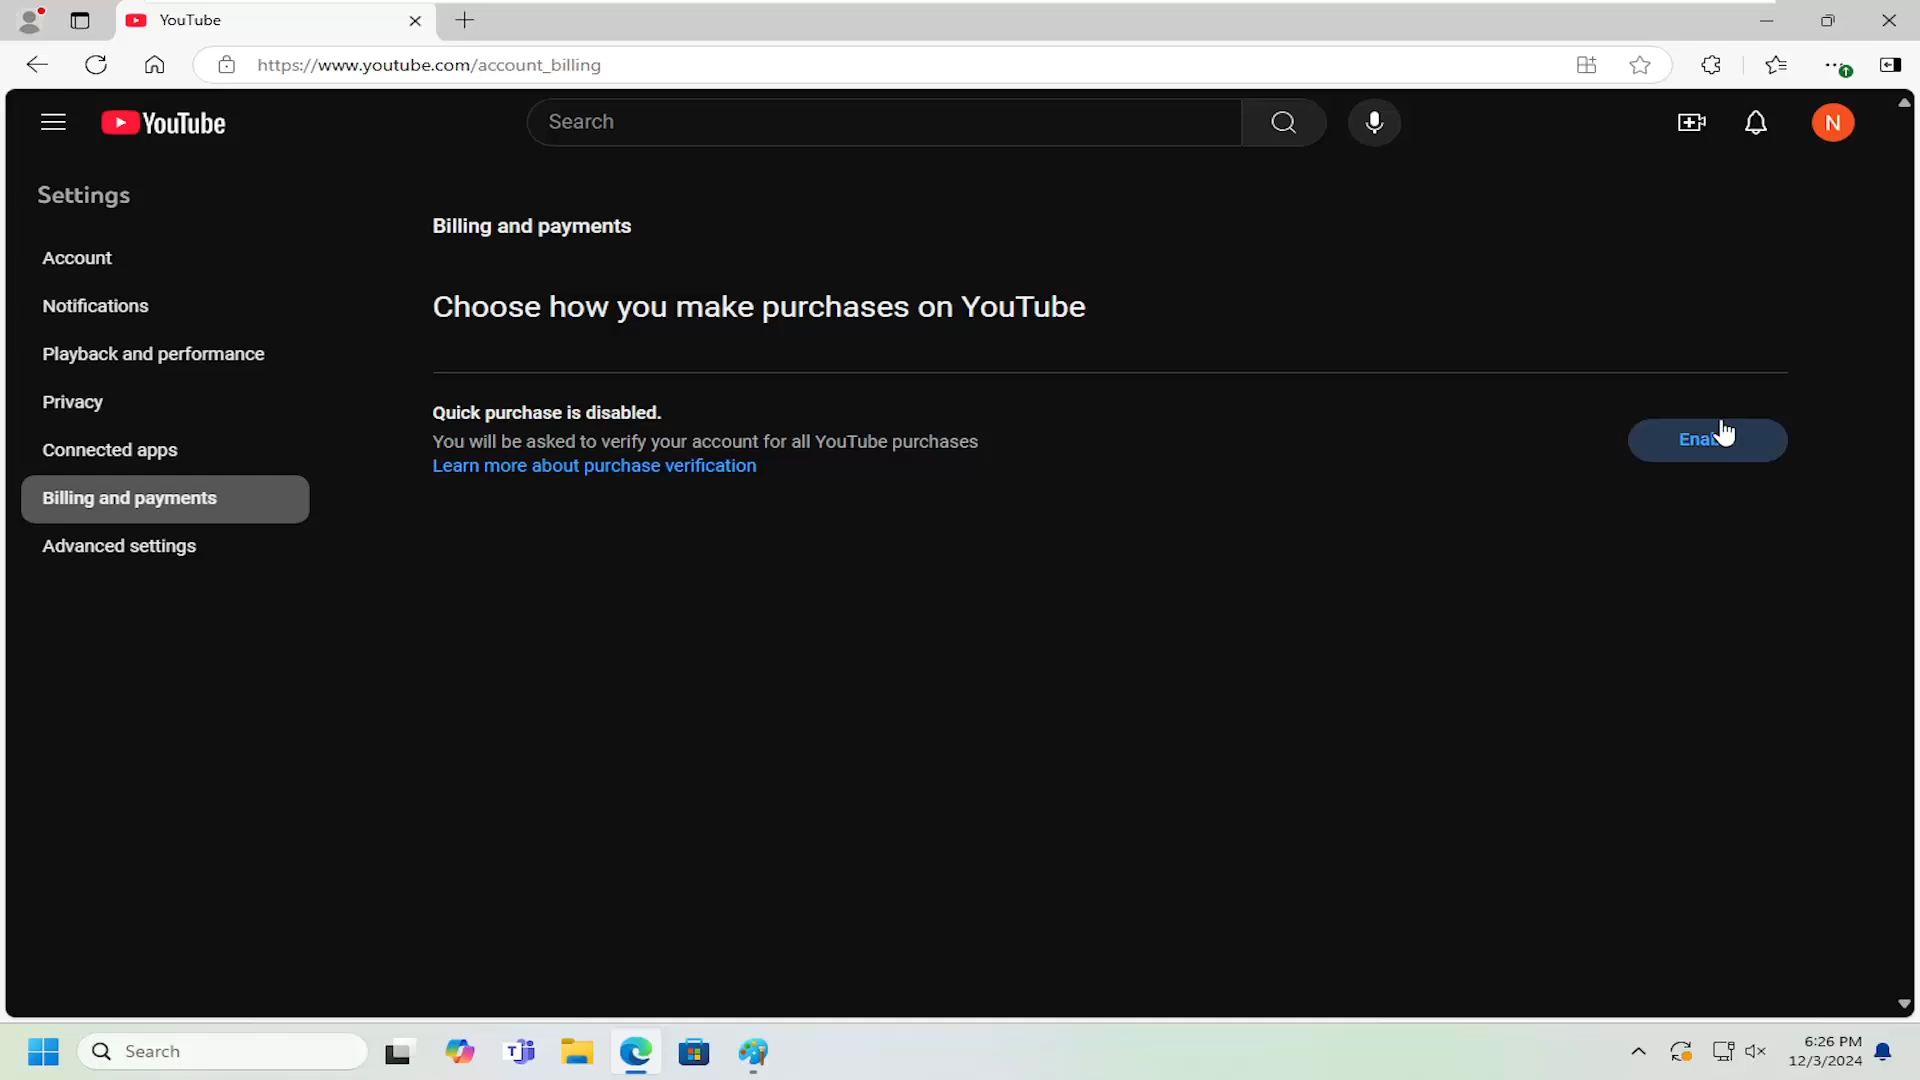 YouTube
https://www.youtube.com/account_billing
YouTube
Search
N
Settings
Account
Notifications
Playback and performance
Privacy
Connected apps
Billing and payments
Advanced settings
Billing and payments
Choose how you make purchases on YouTube
Quick purchase is disabled.
You will be asked to verify your account for all YouTube purchases
Learn more about purchase verification
Search
6:26 PM
12/3/2024